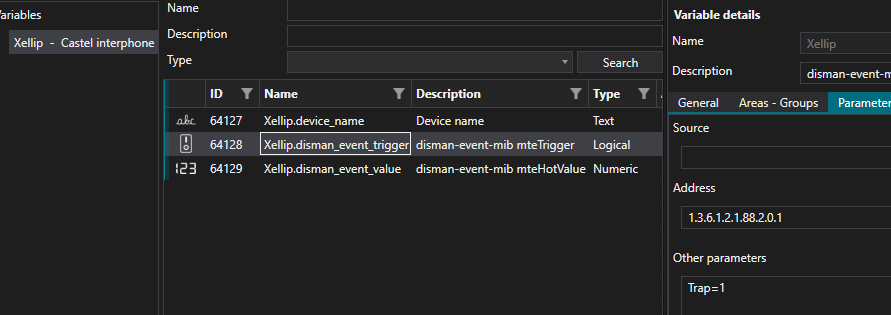 Variables
Xellip - Castel interphone
Name
Description
Type
Search
ID Name Description Type
abc 64127 Xellip.device_name Device name Text
64128 Xellip.disman_event_trigger disman-event-mib mteTrigger Logical
123 64129 Xellip.disman_event_value disman-event-mib mteHotValue Numeric
Variable details
Name Xellip
Description disman-event-m
General Areas - Groups Parameter
Source
Address
1.3.6.1.2.1.88.2.0.1
Other parameters
Trap=1